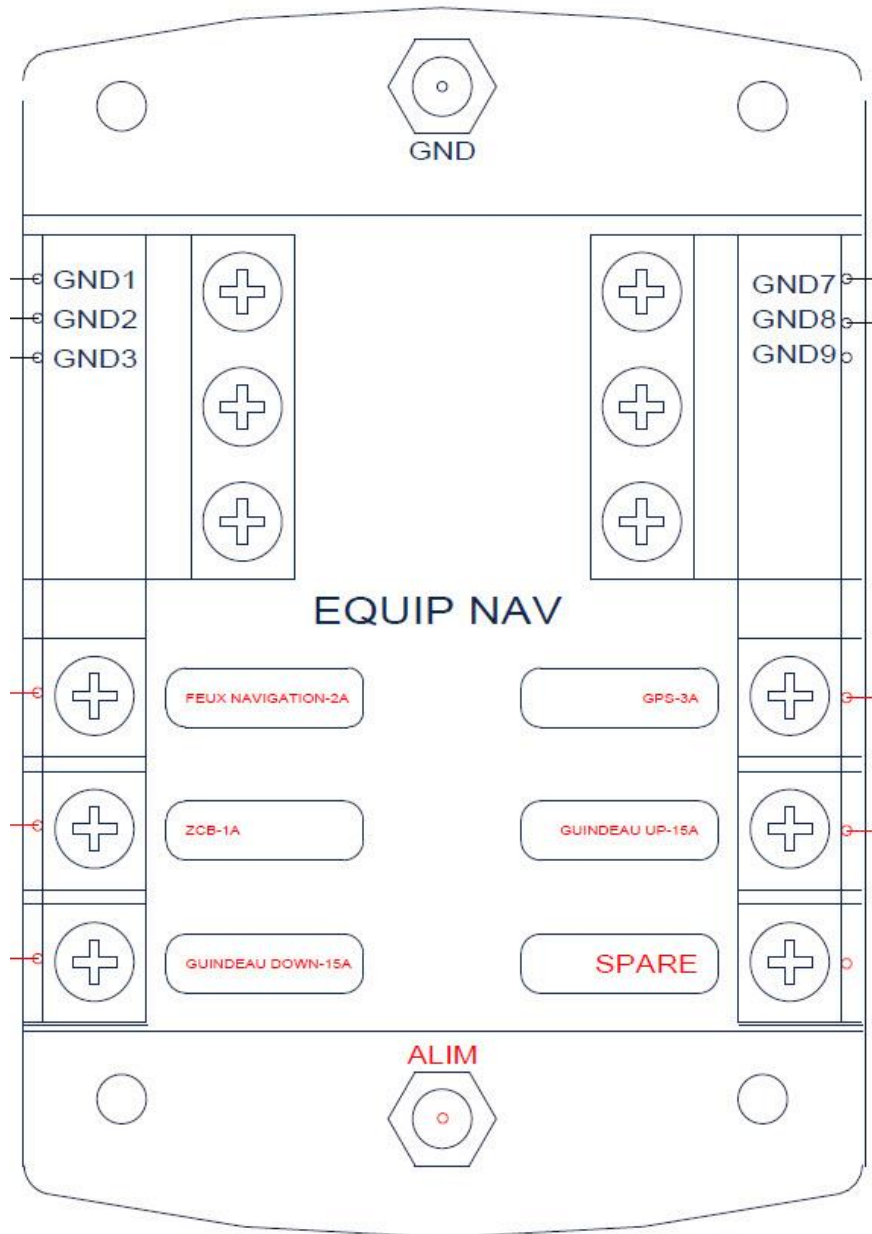 GND
GND1
GND2
GND3
GND7
GND8
GND9
EQUIP NAV
FEUX NAVIGATION-2A
GPS-3A
ZCB-1A
GUINDEAU UP-15A
GUINDEAU DOWN-15A
SPARE
ALIM